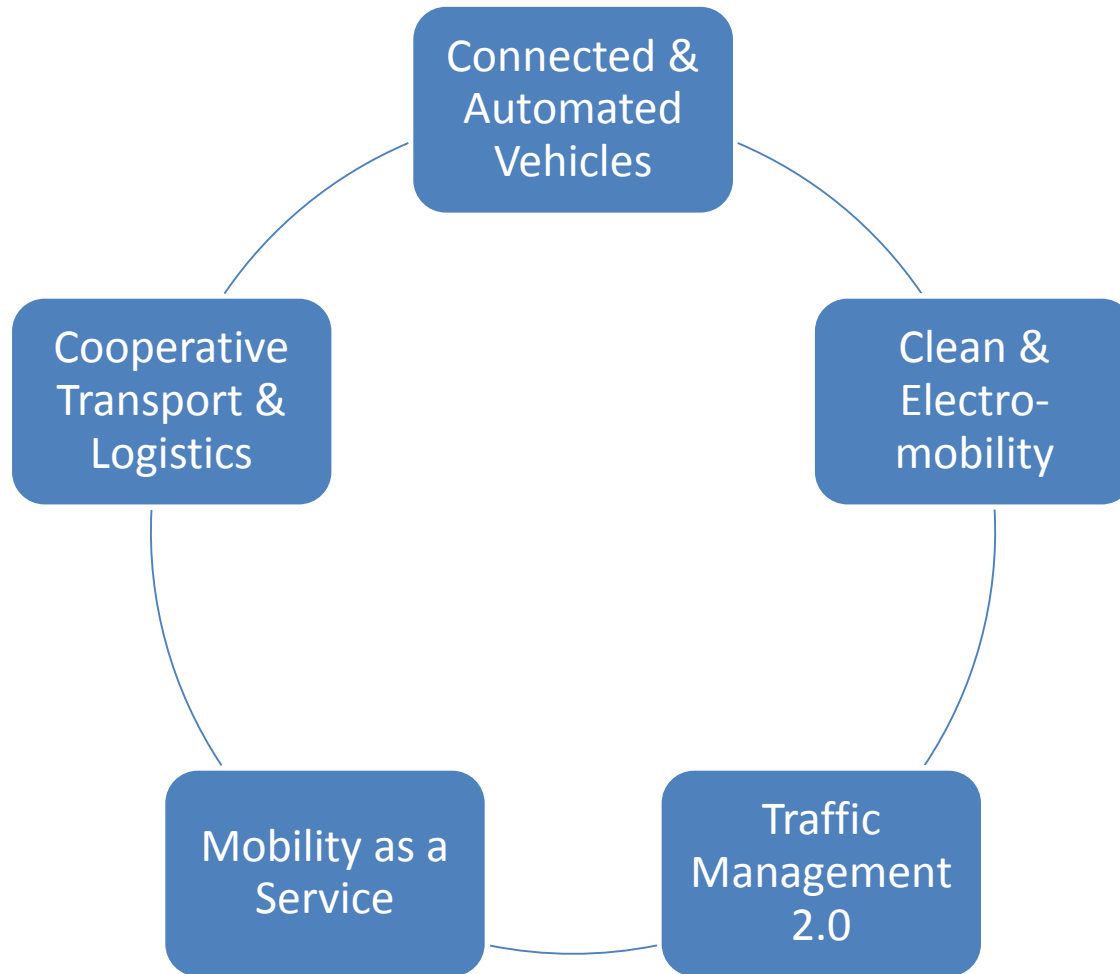 Connected &
Automated
Vehicles
Clean &
Electro-
mobility
Traffic
Management
2.0
Mobility as a
Service
Cooperative
Transport &
Logistics